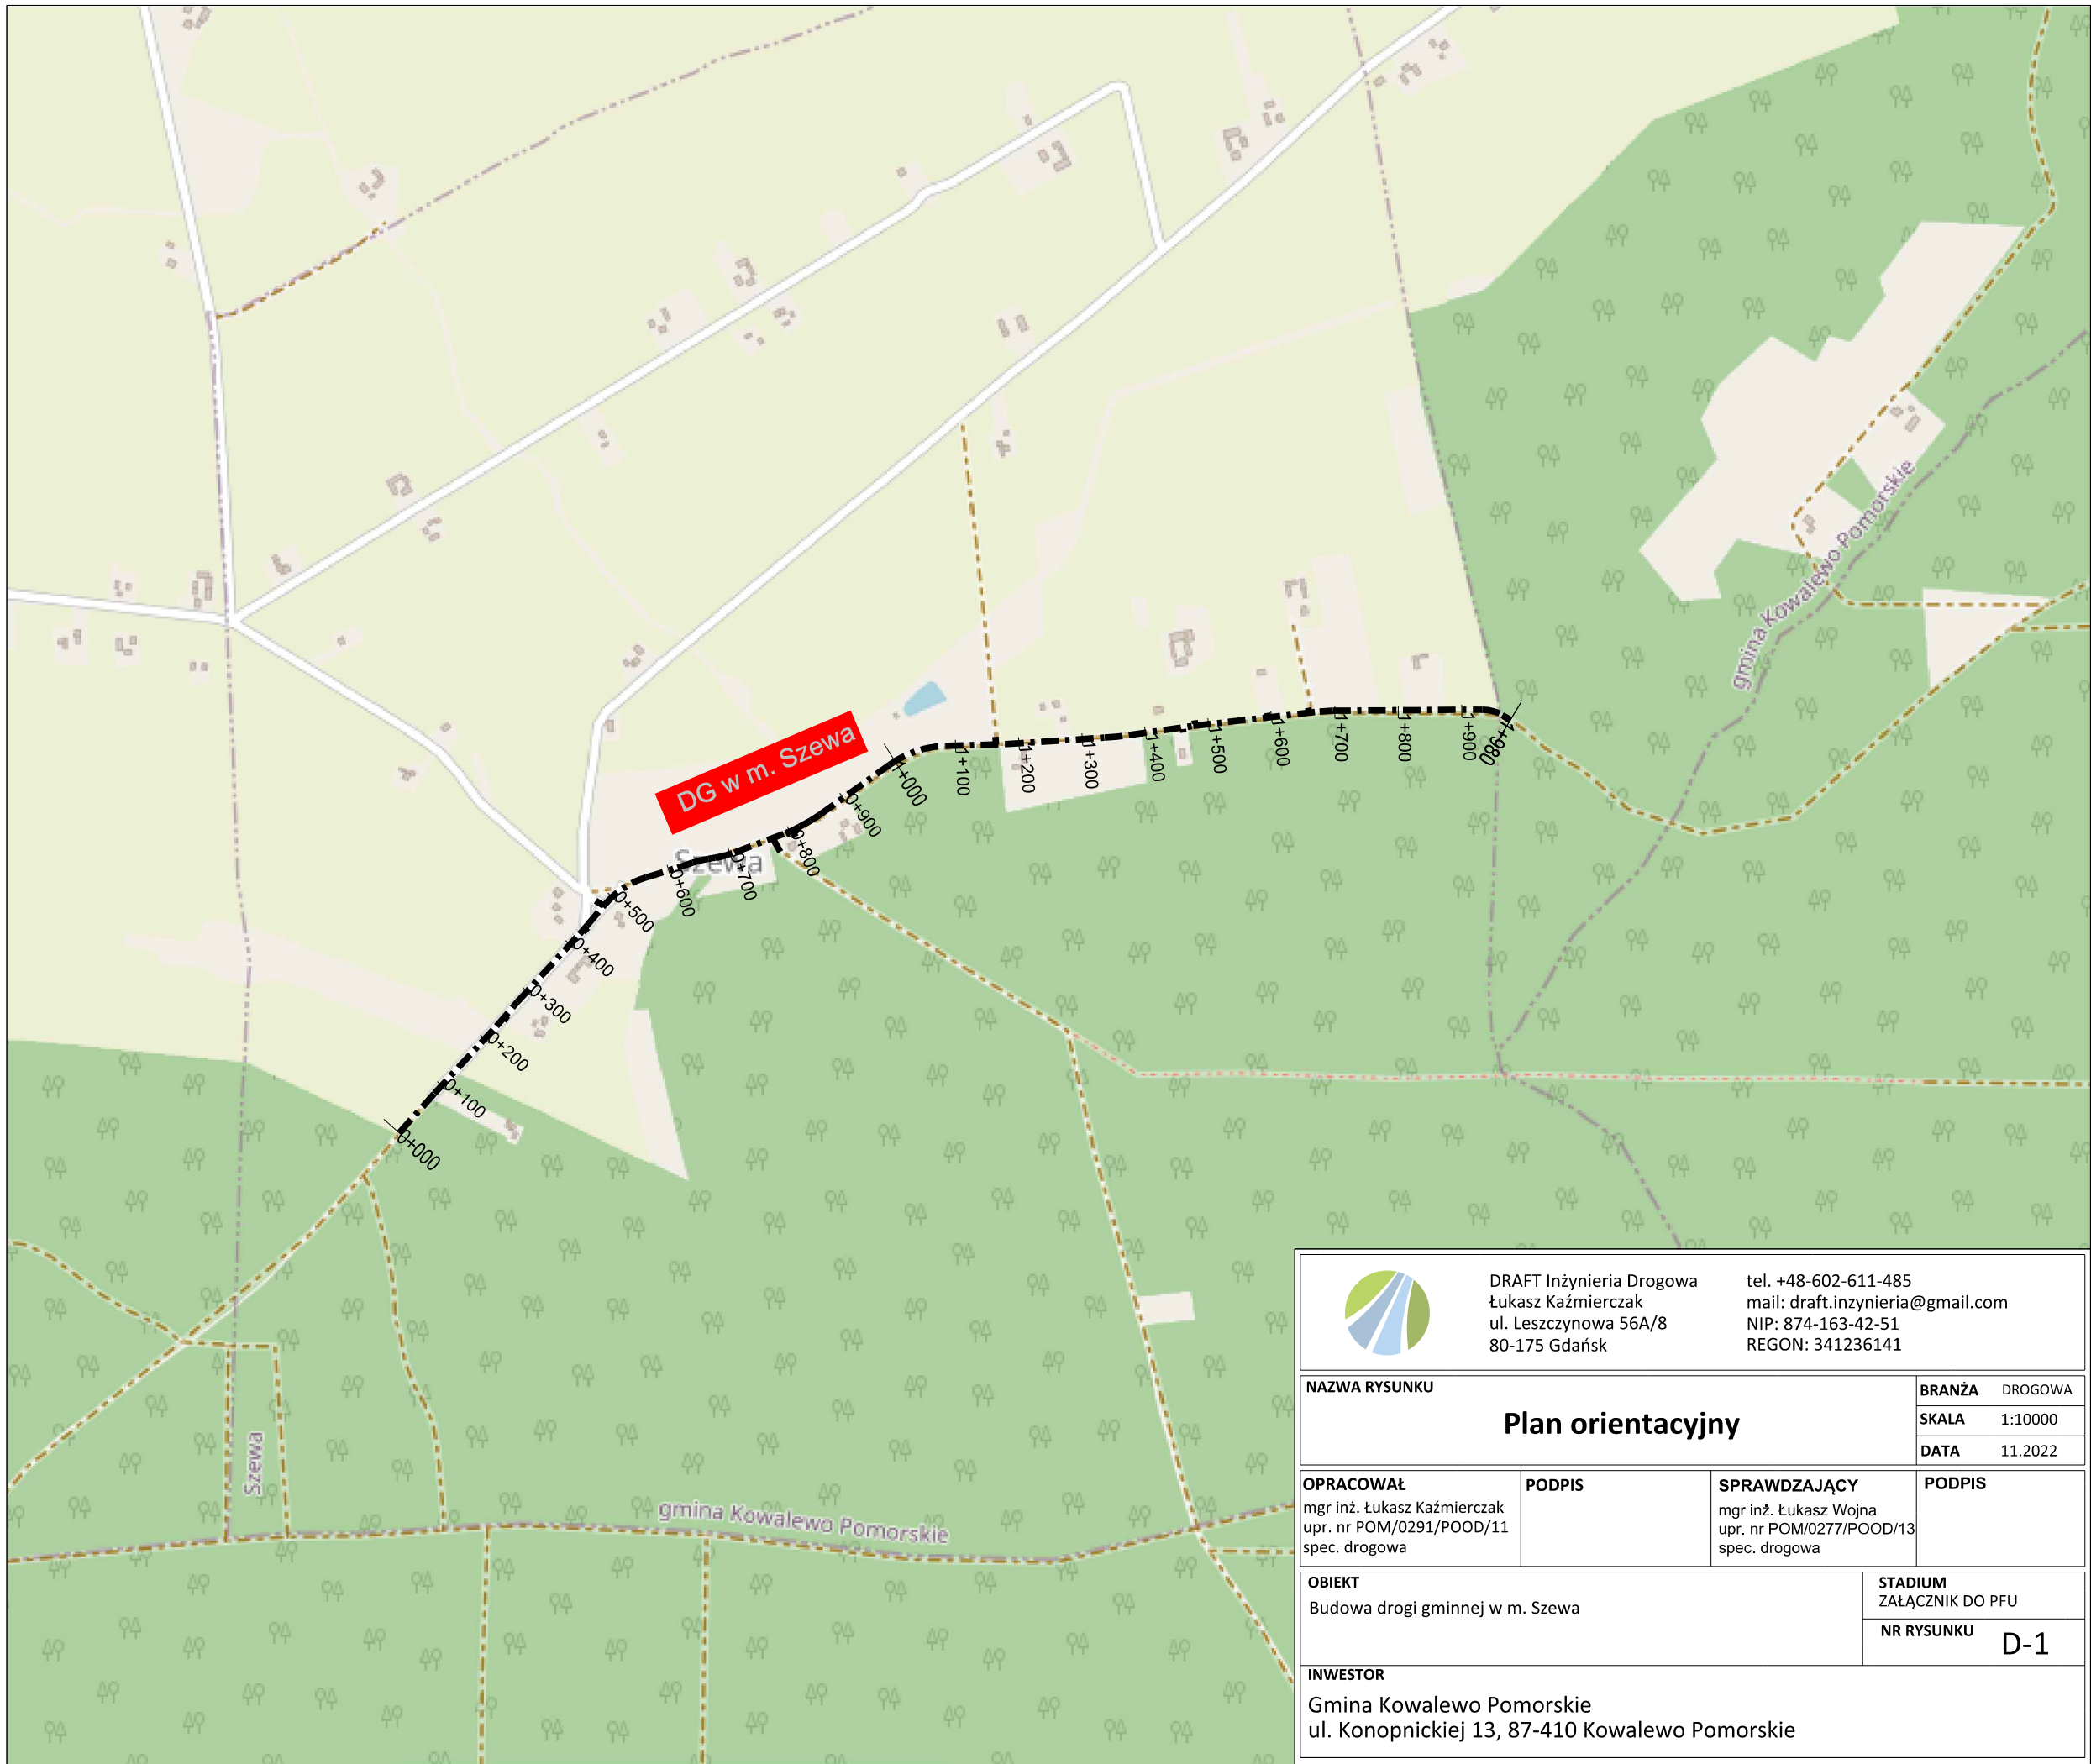 gmina Kowalewo Pomorskie
DG w m. Szewa
Szewa
0+000
0+100
0+200
0+300
0+400
0+500
0+600
0+700
0+800
0+900
1+000
1+100
1+200
1+300
1+400
1+500
1+600
1+700
1+800
1+900
1+980
Szewa
gmina Kowalewo Pomorskie
DRAFT Inżynieria Drogowa
Łukasz Kaźmierczak
ul. Leszczynowa 56A/8
80-175 Gdańsk
tel. +48-602-611-485
mail: draft.inzynieria@gmail.com
NIP: 874-163-42-51
REGON: 341236141
NAZWA RYSUNKU
Plan orientacyjny
BRANŻA DROGOWA
SKALA 1:10000
DATA 11.2022
OPRACOWAŁ
mgr inż. Łukasz Kaźmierczak
upr. nr POM/0291/POOD/11
spec. drogowa
PODPIS
SPRAWDZAJĄCY
mgr inż. Łukasz Wojna
upr. nr POM/0277/POOD/13
spec. drogowa
PODPIS
OBIEKT
Budowa drogi gminnej w m. Szewa
STADIUM
ZAŁĄCZNIK DO PFU
NR RYSUNKU D-1
INWESTOR
Gmina Kowalewo Pomorskie
ul. Konopnickiej 13, 87-410 Kowalewo Pomorskie